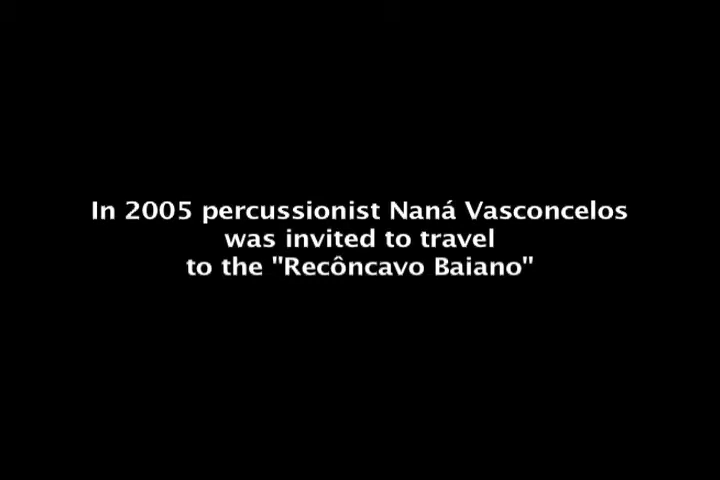 In 2005 percussionist Naná Vasconcelos
was invited to travel
to the "Recôncavo Baiano"